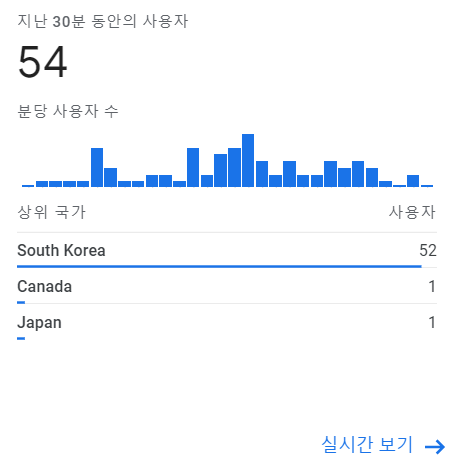 지난 30분 동안의 사용자
54
분당 사용자 수
상위 국가 사용자
South Korea 52
Canada 1
Japan 1
실시간 보기